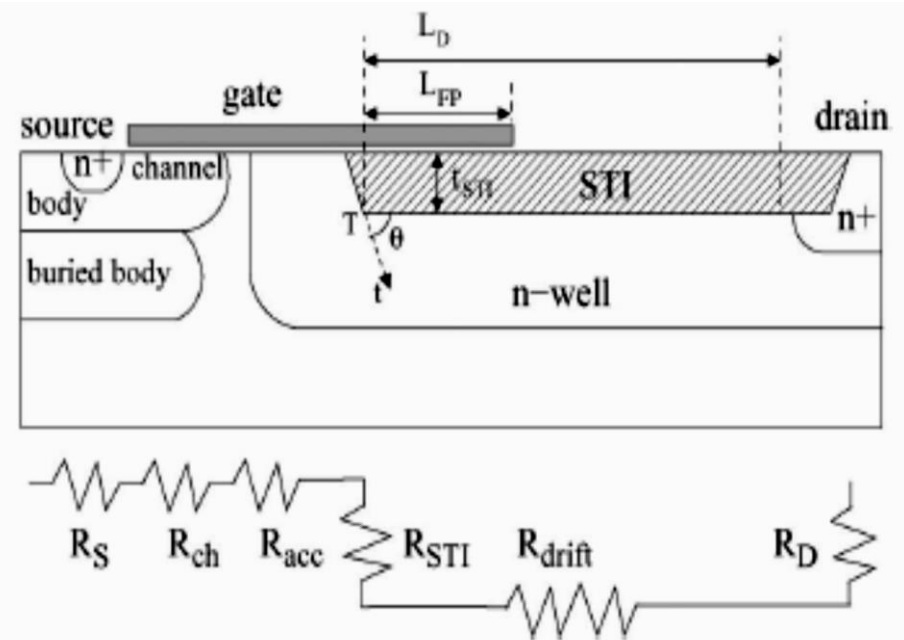 L_D
L_FP
gate
source
drain
n+
channel
t_STI
STI
body
n+
T
θ
buried body
t
n−well
R_S
R_ch
R_acc
R_STI
R_drift
R_D